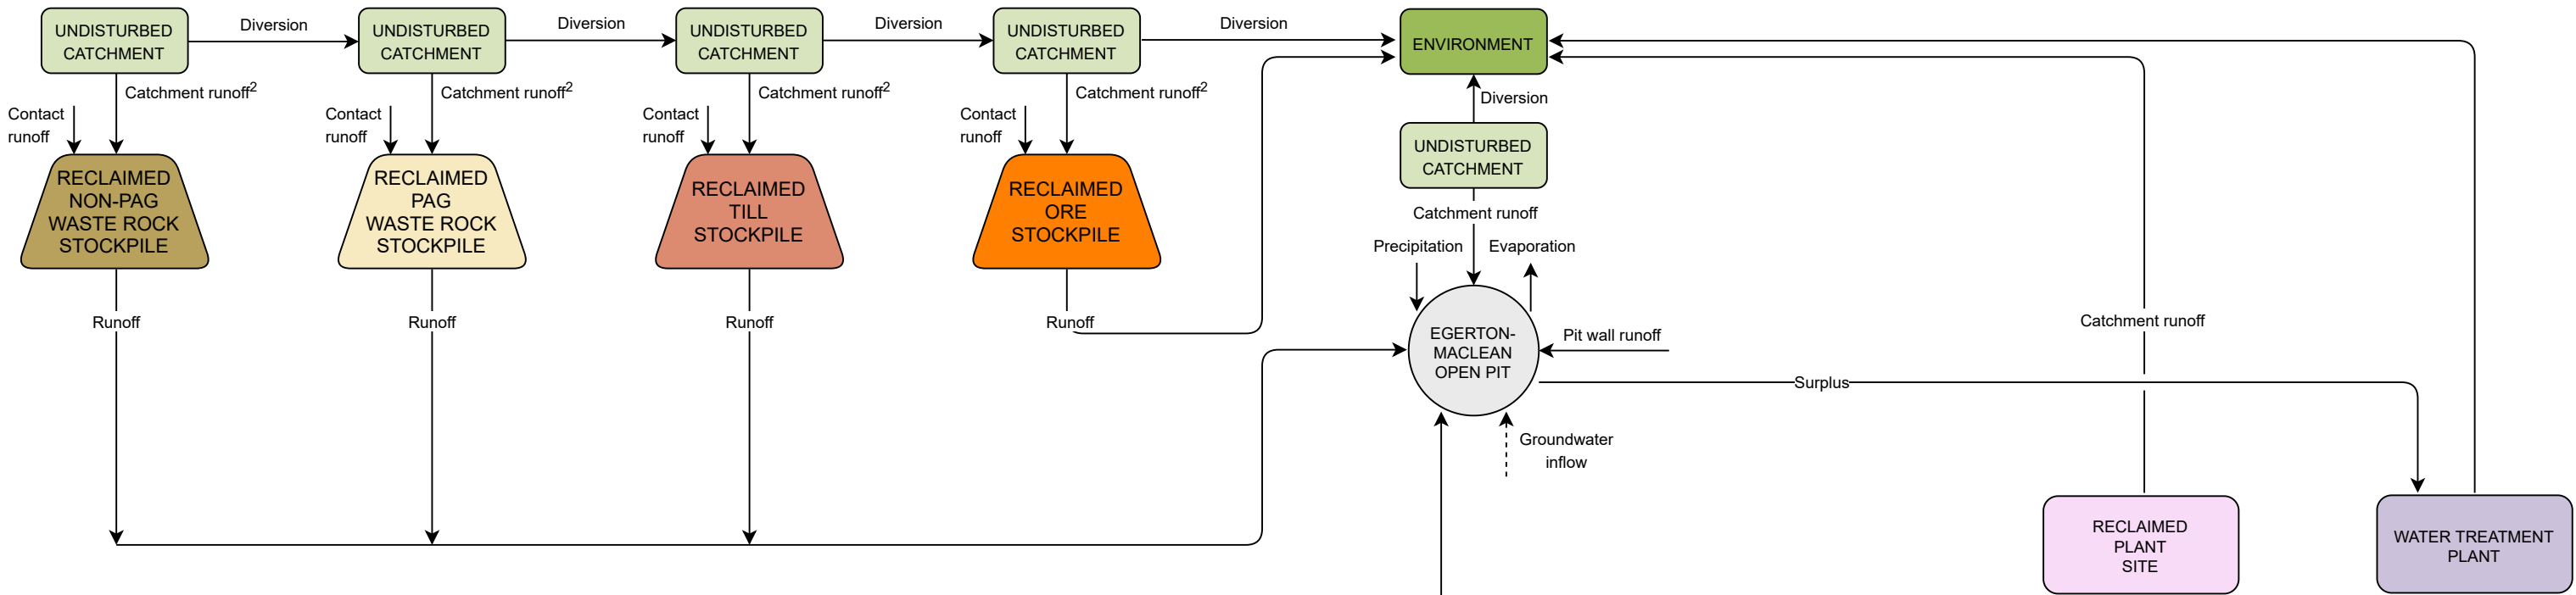 UNDISTURBED
CATCHMENT
Diversion
UNDISTURBED
CATCHMENT
Diversion
UNDISTURBED
CATCHMENT
Diversion
UNDISTURBED
CATCHMENT
Diversion
ENVIRONMENT
Catchment runoff²
Catchment runoff²
Catchment runoff²
Catchment runoff²
Diversion
Contact
runoff
Contact
runoff
Contact
runoff
Contact
runoff
UNDISTURBED
CATCHMENT
RECLAIMED
NON-PAG
WASTE ROCK
STOCKPILE
RECLAIMED
PAG
WASTE ROCK
STOCKPILE
RECLAIMED
TILL
STOCKPILE
RECLAIMED
ORE
STOCKPILE
Catchment runoff
Precipitation
Evaporation
Runoff
Runoff
Runoff
Runoff
EGERTON-
MACLEAN
OPEN PIT
Pit wall runoff
Catchment runoff
Surplus
Groundwater
inflow
RECLAIMED
PLANT
SITE
WATER TREATMENT
PLANT